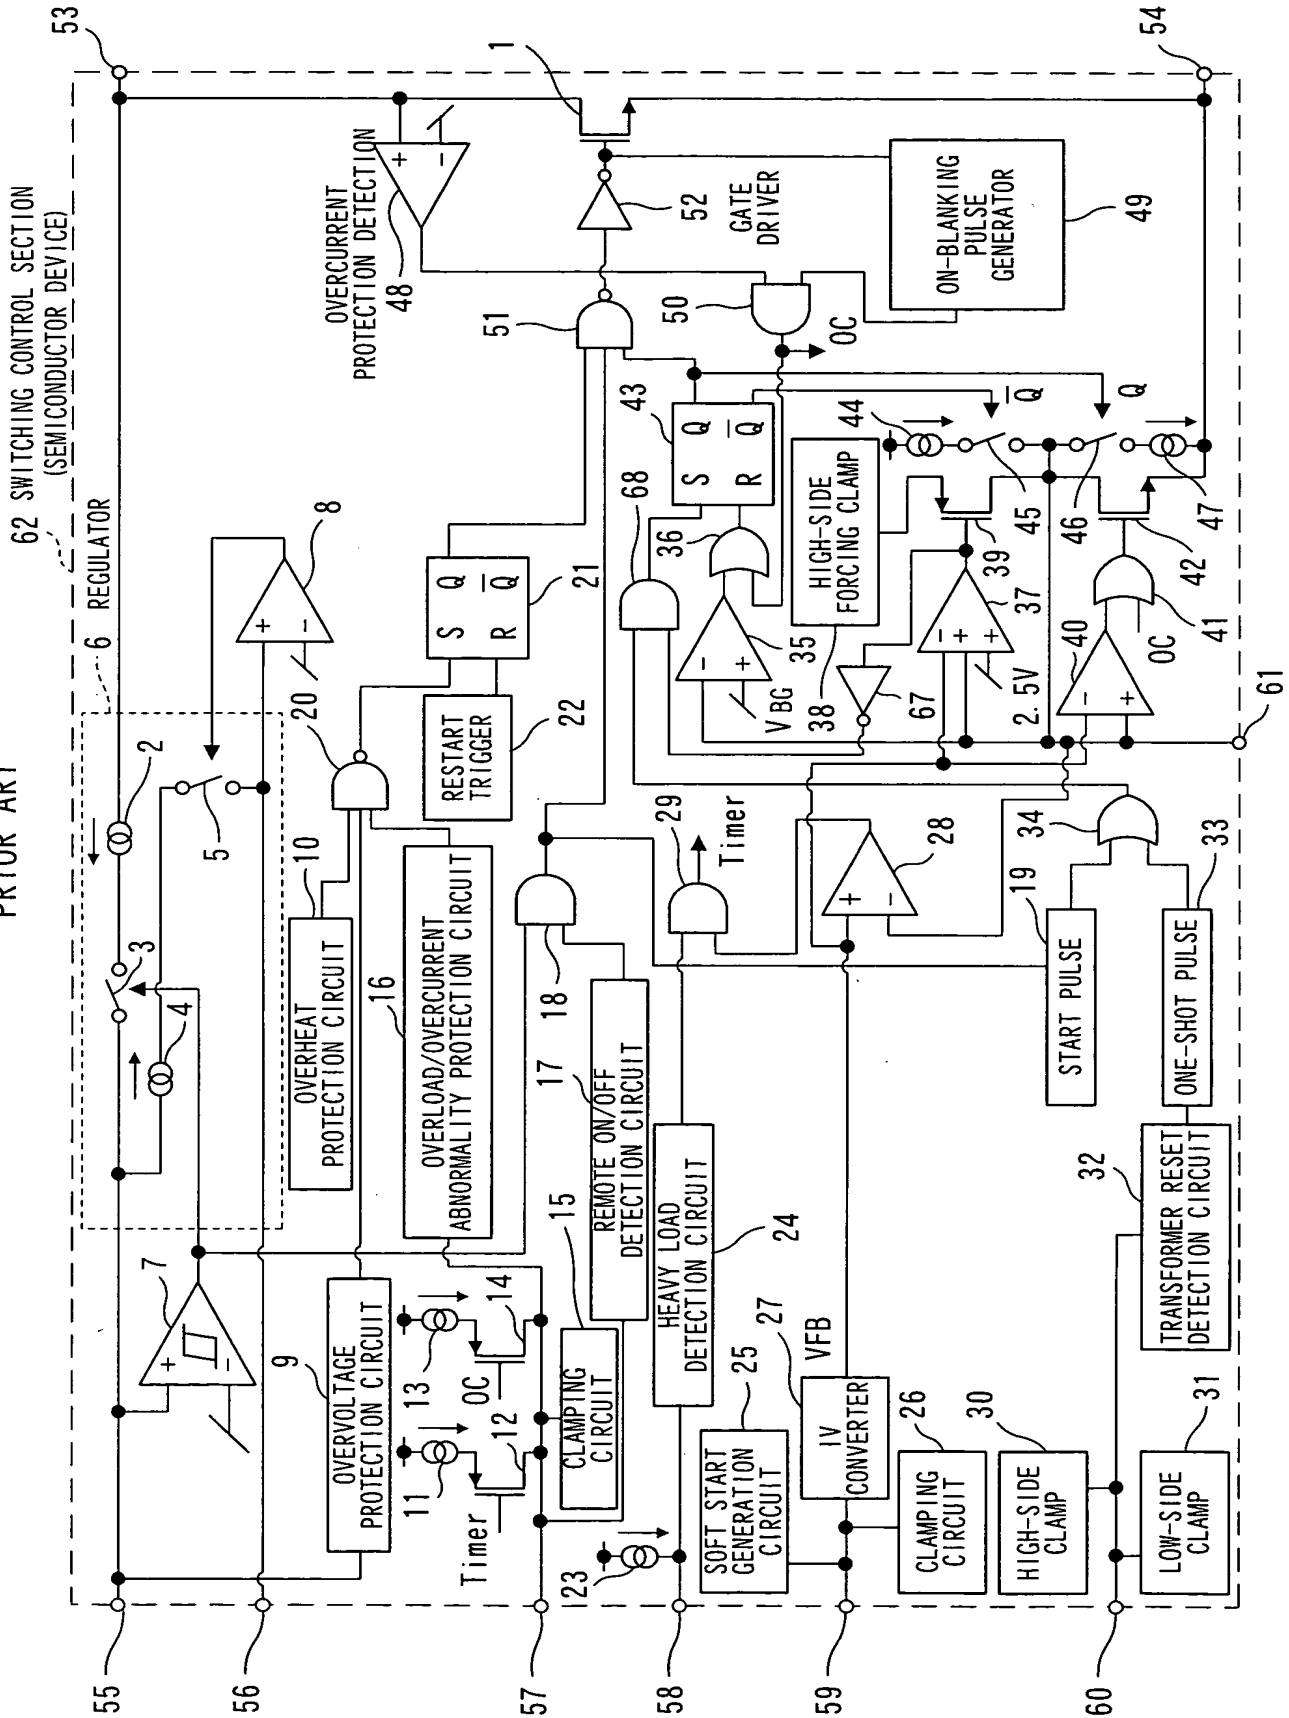 PRIOR ART
62 SWITCHING CONTROL SECTION
(SEMICONDUCTOR DEVICE)
6 REGULATOR
53
54
55
56
57
58
59
60
61
1
2
3
4
5
7
+
-
8
+
-
9
OVERVOLTAGE
PROTECTION CIRCUIT
10
OVERHEAT
PROTECTION CIRCUIT
11
Timer
12
13
OC
14
15
CLAMPING
CIRCUIT
16
OVERLOAD/OVERCURRENT
ABNORMALITY PROTECTION CIRCUIT
17
REMOTE ON/OFF
DETECTION CIRCUIT
18
20
S Q
R Q
21
RESTART
TRIGGER
22
OVERCURRENT
PROTECTION DETECTION
48
+
-
51
52
GATE
DRIVER
ON-BLANKING
PULSE
GENERATOR
49
50
OC
23
HEAVY LOAD
DETECTION CIRCUIT
24
29
Timer
25
SOFT START
GENERATION
CIRCUIT
27
IV
CONVERTER
VFB
26
CLAMPING
CIRCUIT
28
+
-
19
START PULSE
34
33
ONE-SHOT PULSE
32
TRANSFORMER RESET
DETECTION CIRCUIT
30
HIGH-SIDE
CLAMP
31
LOW-SIDE
CLAMP
43
S Q
R Q
68
36
35
-
+
VBG
38
HIGH-SIDE
FORCING CLAMP
67
37
-
+
+
2.5V
39
40
-
+
OC
41
42
44
45
46
47
Q
Q